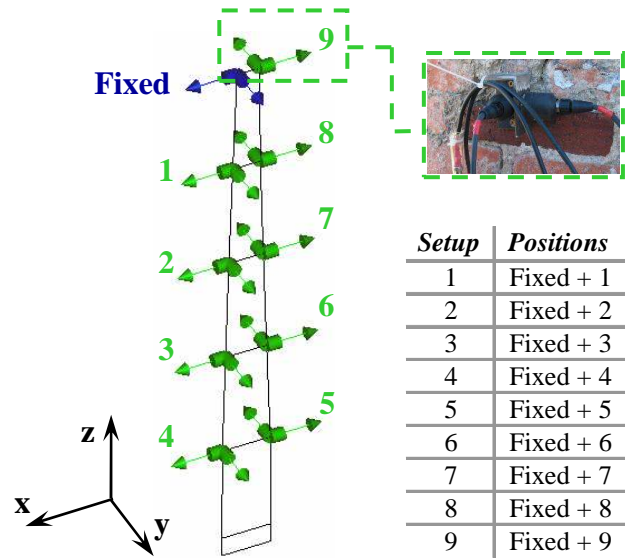 9
Fixed
8
1
7
2
6
3
5
4
z
x
y
Setup Positions
1 Fixed + 1
2 Fixed + 2
3 Fixed + 3
4 Fixed + 4
5 Fixed + 5
6 Fixed + 6
7 Fixed + 7
8 Fixed + 8
9 Fixed + 9